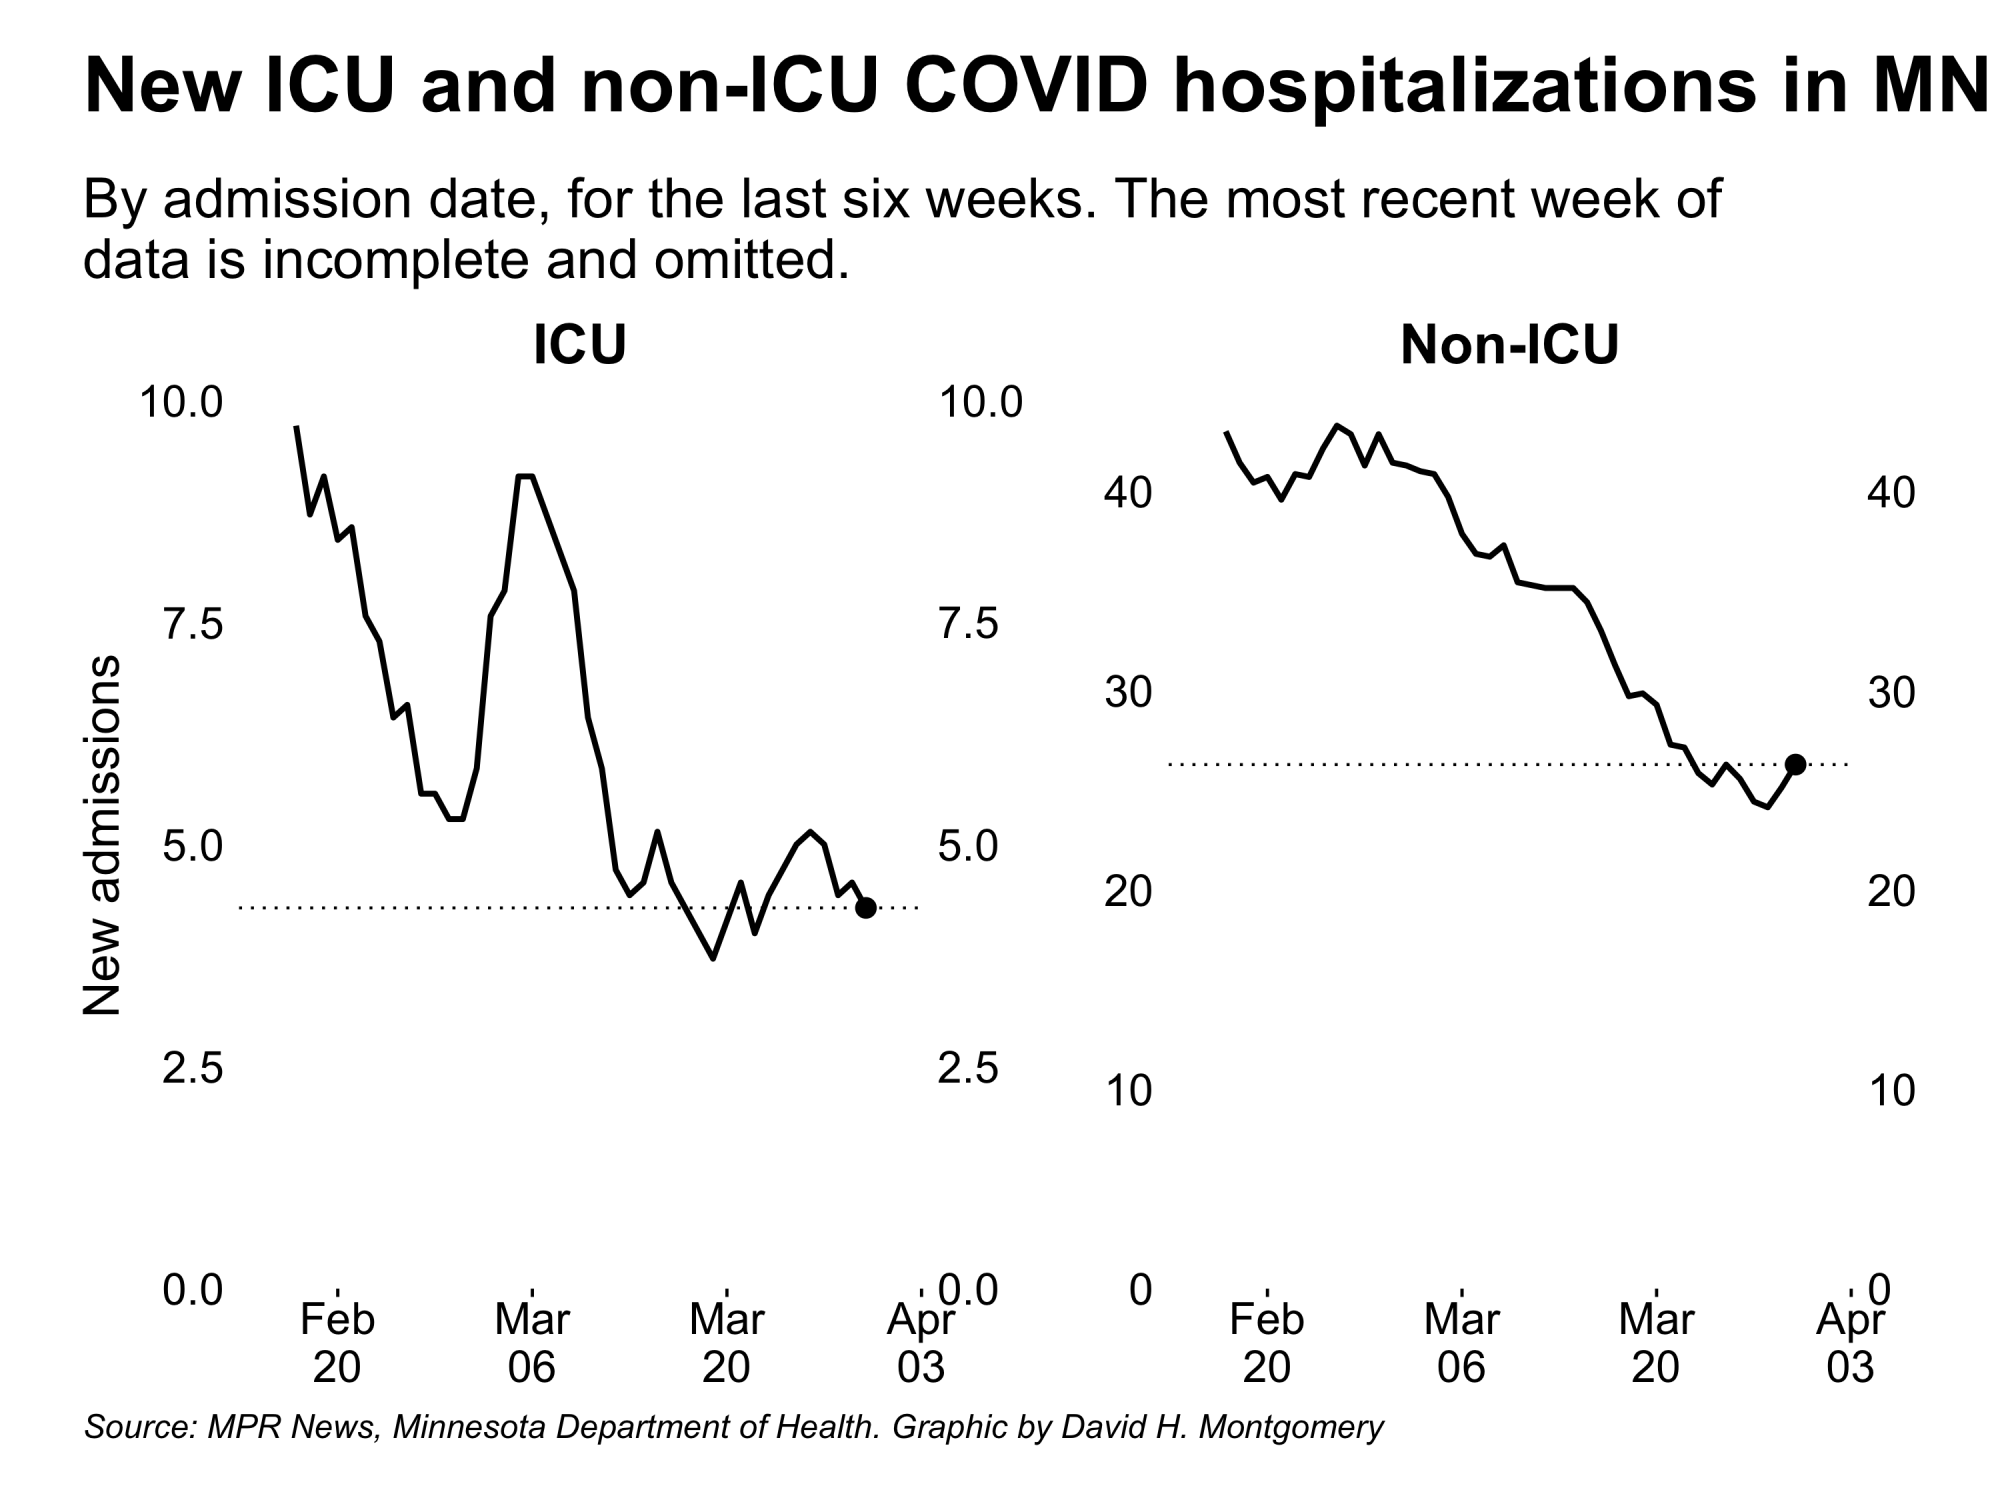 New ICU and non-ICU COVID hospitalizations in MN
By admission date, for the last six weeks. The most recent week of
data is incomplete and omitted.
ICU
Non-ICU
New admissions
10.0
7.5
5.0
2.5
0.0
10.0
7.5
5.0
2.5
0.0
Feb
20
Mar
06
Mar
20
Apr
03
40
30
20
10
0
40
30
20
10
0
Feb
20
Mar
06
Mar
20
Apr
03
Source: MPR News, Minnesota Department of Health. Graphic by David H. Montgomery